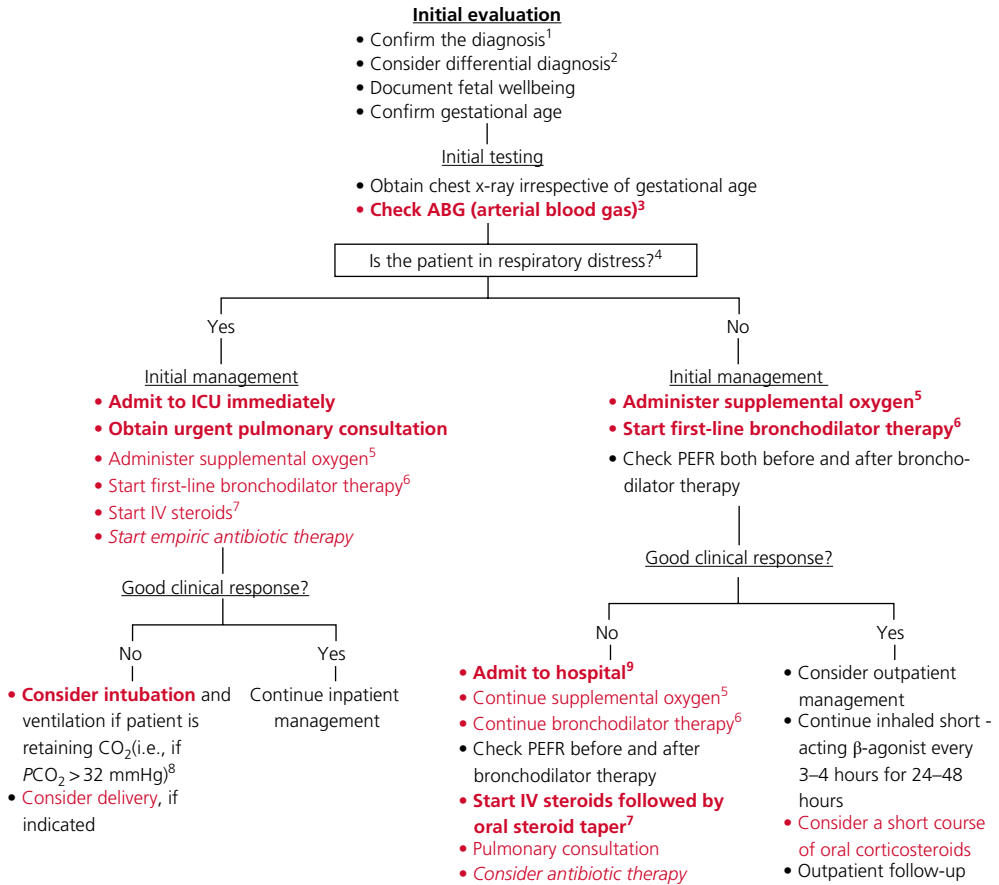 Initial evaluation
• Confirm the diagnosis1
• Consider differential diagnosis2
• Document fetal wellbeing
• Confirm gestational age
Initial testing
• Obtain chest x-ray irrespective of gestational age
• Check ABG (arterial blood gas)3
Is the patient in respiratory distress?4
Yes
Initial management
• Admit to ICU immediately
• Obtain urgent pulmonary consultation
• Administer supplemental oxygen5
• Start first-line bronchodilator therapy6
• Start IV steroids7
• Start empiric antibiotic therapy
Good clinical response?
No
• Consider intubation and
ventilation if patient is
retaining CO2(i.e., if
PCO2 > 32 mmHg)8
• Consider delivery, if
indicated
Yes
Continue inpatient
management
No
Initial management
• Administer supplemental oxygen5
• Start first-line bronchodilator therapy6
• Check PEFR both before and after broncho-
dilator therapy
Good clinical response?
No
• Admit to hospital9
• Continue supplemental oxygen5
• Continue bronchodilator therapy6
• Check PEFR before and after
bronchodilator therapy
• Start IV steroids followed by
oral steroid taper7
• Pulmonary consultation
• Consider antibiotic therapy
Yes
• Consider outpatient
management
• Continue inhaled short -
acting β-agonist every
3–4 hours for 24–48
hours
• Consider a short course
of oral corticosteroids
• Outpatient follow-up